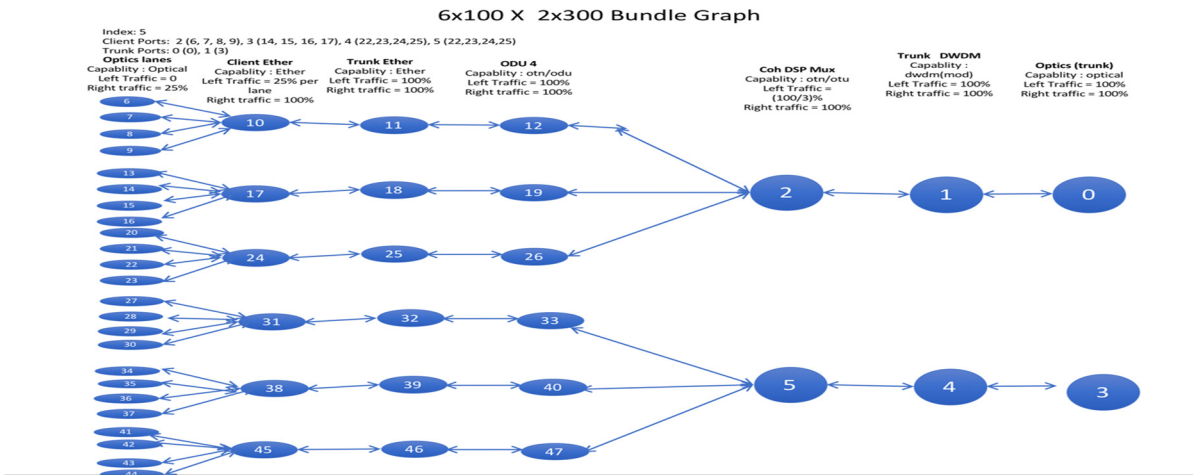 6x100 X 2x300 Bundle Graph
Index: 5
Client Ports: 2 (6, 7, 8, 9), 3 (14, 15, 16, 17), 4 (22,23,24,25), 5 (22,23,24,25)
Trunk Ports: 0 (0), 1 (3)
Optics lanes
Capablity : Optical
Left Traffic = 0
Right traffic = 25%
Client Ether
Capablity : Ether
Left Traffic = 25% per
lane
Right traffic = 100%
Trunk Ether
Capablity : Ether
Left Traffic = 100%
Right traffic = 100%
ODU 4
Capablity : otn/odu
Left Traffic = 100%
Right traffic = 100%
Coh DSP Mux
Capablity : otn/otu
Left Traffic =
(100/3)%
Right traffic = 100%
Trunk DWDM
Capablity :
dwdm(mod)
Left Traffic = 100%
Right traffic = 100%
Optics (trunk)
Capablity : optical
Left Traffic = 100%
Right traffic = 100%
6
7
8
9
10
11
12
13
14
15
16
17
18
19
20
21
22
23
24
25
26
2
1
0
27
28
29
30
31
32
33
34
35
36
37
38
39
40
41
42
43
44
45
46
47
5
4
3